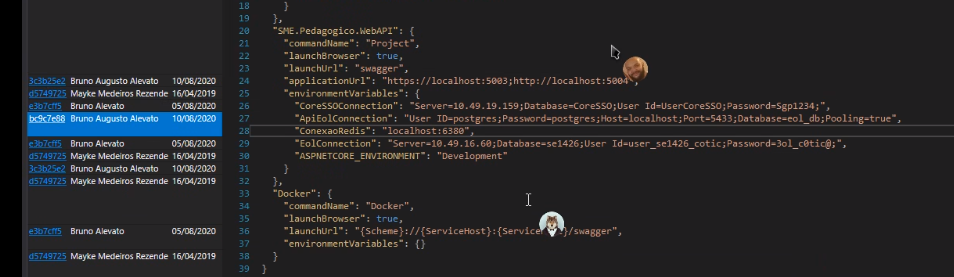 18 }
19 },
20 "SME.Pedagogico.WebAPI": {
21 "commandName": "Project",
22 "launchBrowser": true,
23 "launchUrl": "swagger",
3c3b25e2 Bruno Augusto Alevato 10/08/2020 24 "applicationUrl": "https://localhost:5003;http://localhost:5004",
d5749725 Mayke Medeiros Rezende 16/04/2019 25 "environmentVariables": {
e3b7cff5 Bruno Alevato 05/08/2020 26 "CoreSSOConnection": "Server=10.49.19.159;Database=CoreSSO;User Id=UserCoreSSO;Password=Sgp1234;",
bc9c7e88 Bruno Augusto Alevato 10/08/2020 27 "ApiEolConnection": "User ID=postgres;Password=postgres;Host=localhost;Port=5433;Database=eol_db;Pooling=true",
28 "ConexaoRedis": "localhost:6380",
e3b7cff5 Bruno Alevato 05/08/2020 29 "EolConnection": "Server=10.49.16.60;Database=se1426;User Id=user_se1426_cotic;Password=3ol_c0tic@;",
d5749725 Mayke Medeiros Rezende 16/04/2019 30 "ASPNETCORE_ENVIRONMENT": "Development"
3c3b25e2 Bruno Augusto Alevato 10/08/2020 31 }
d5749725 Mayke Medeiros Rezende 16/04/2019 32 },
33 "Docker": {
34 "commandName": "Docker",
35 "launchBrowser": true,
e3b7cff5 Bruno Alevato 05/08/2020 36 "launchUrl": "{Scheme}://{ServiceHost}:{Service }/swagger",
37 "environmentVariables": {}
d5749725 Mayke Medeiros Rezende 16/04/2019 38 }
39 }